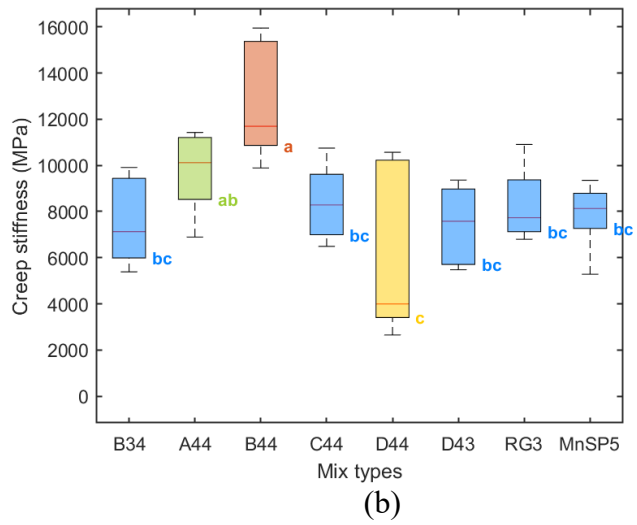 16000
14000
12000
10000
8000
6000
4000
2000
0
Creep stiffness (MPa)
bc
ab
a
bc
c
bc
bc
bc
B34 A44 B44 C44 D44 D43 RG3 MnSP5
Mix types
(b)